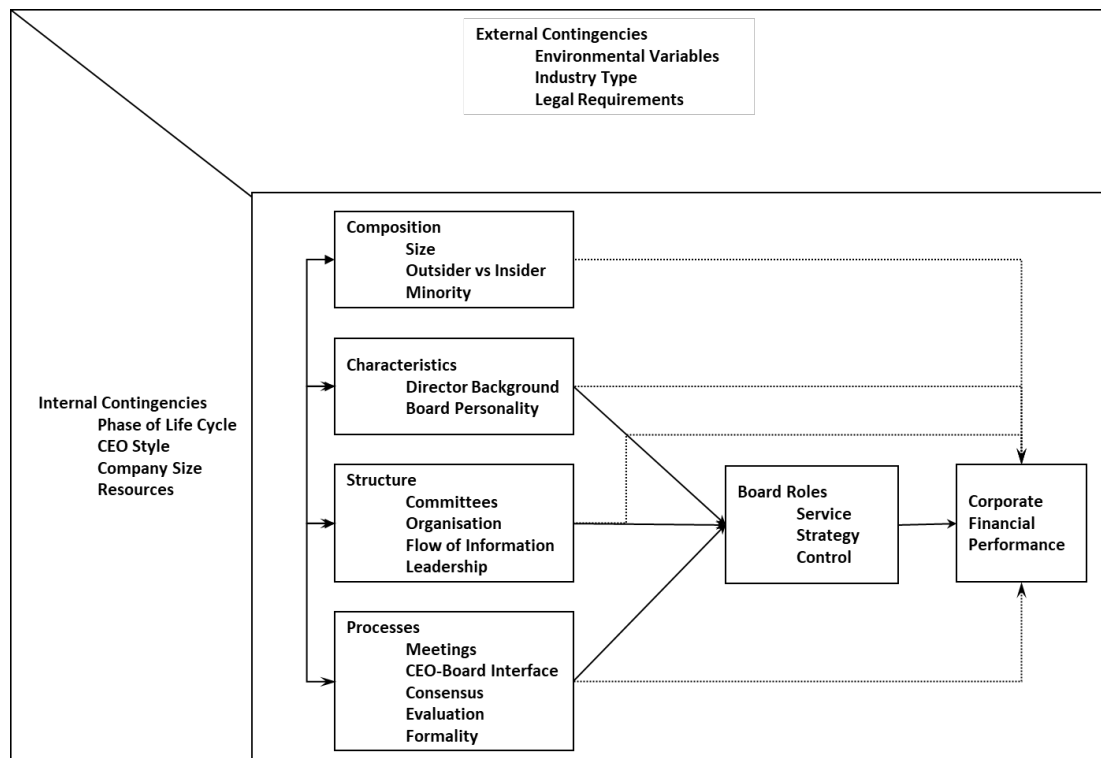 External Contingencies
Environmental Variables
Industry Type
Legal Requirements
Internal Contingencies
Phase of Life Cycle
CEO Style
Company Size
Resources
Composition
Size
Outsider vs Insider
Minority
Characteristics
Director Background
Board Personality
Structure
Committees
Organisation
Flow of Information
Leadership
Processes
Meetings
CEO-Board Interface
Consensus
Evaluation
Formality
Board Roles
Service
Strategy
Control
Corporate
Financial
Performance